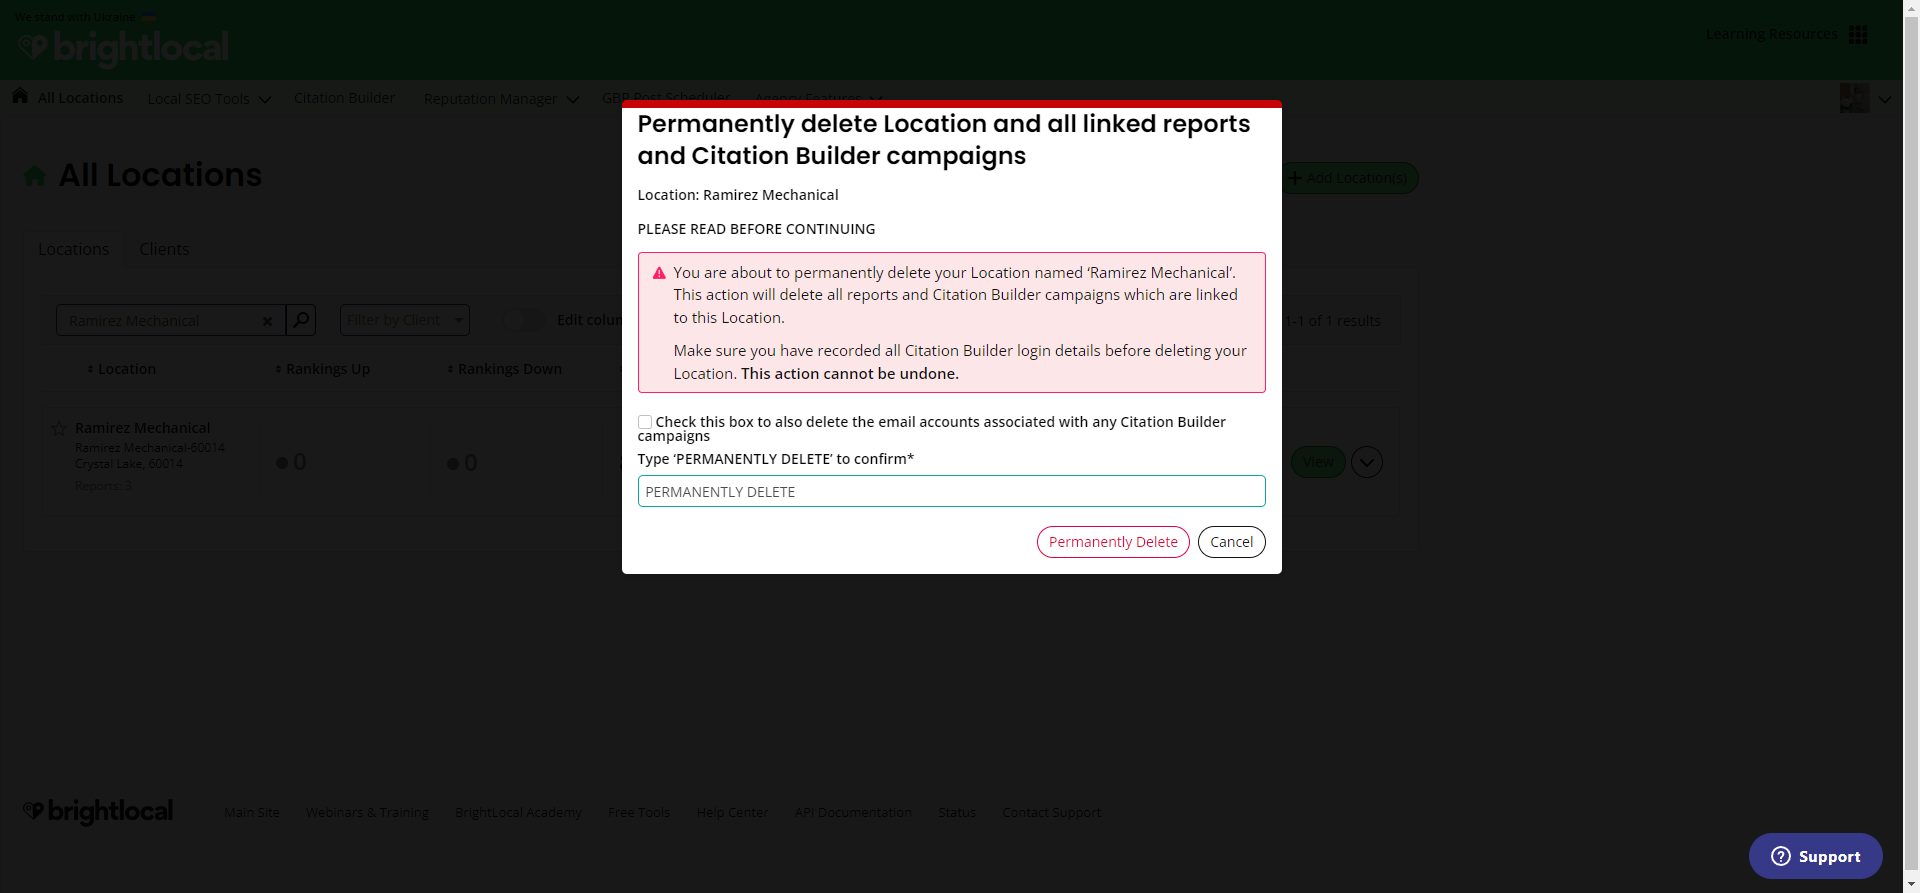 We stand with Ukraine
brightlocal
Learning Resources
All Locations
Local SEO Tools
Citation Builder
Reputation Manager
GBP Post Scheduler
Agency Features
All Locations
Add Location(s)
Locations
Clients
Ramirez Mechanical
Filter by Client
Edit colum
1-1 of 1 results
Location
Rankings Up
Rankings Down
Ramirez Mechanical
Ramirez Mechanical-60014
Crystal Lake, 60014
Reports: 3
0
0
View
Permanently delete Location and all linked reports
and Citation Builder campaigns
Location: Ramirez Mechanical
PLEASE READ BEFORE CONTINUING
You are about to permanently delete your Location named ‘Ramirez Mechanical’.
This action will delete all reports and Citation Builder campaigns which are linked
to this Location.
Make sure you have recorded all Citation Builder login details before deleting your
Location. This action cannot be undone.
Check this box to also delete the email accounts associated with any Citation Builder
campaigns
Type ‘PERMANENTLY DELETE’ to confirm*
PERMANENTLY DELETE
Permanently Delete
Cancel
brightlocal
Main Site
Webinars & Training
BrightLocal Academy
Free Tools
Help Center
API Documentation
Status
Contact Support
Support